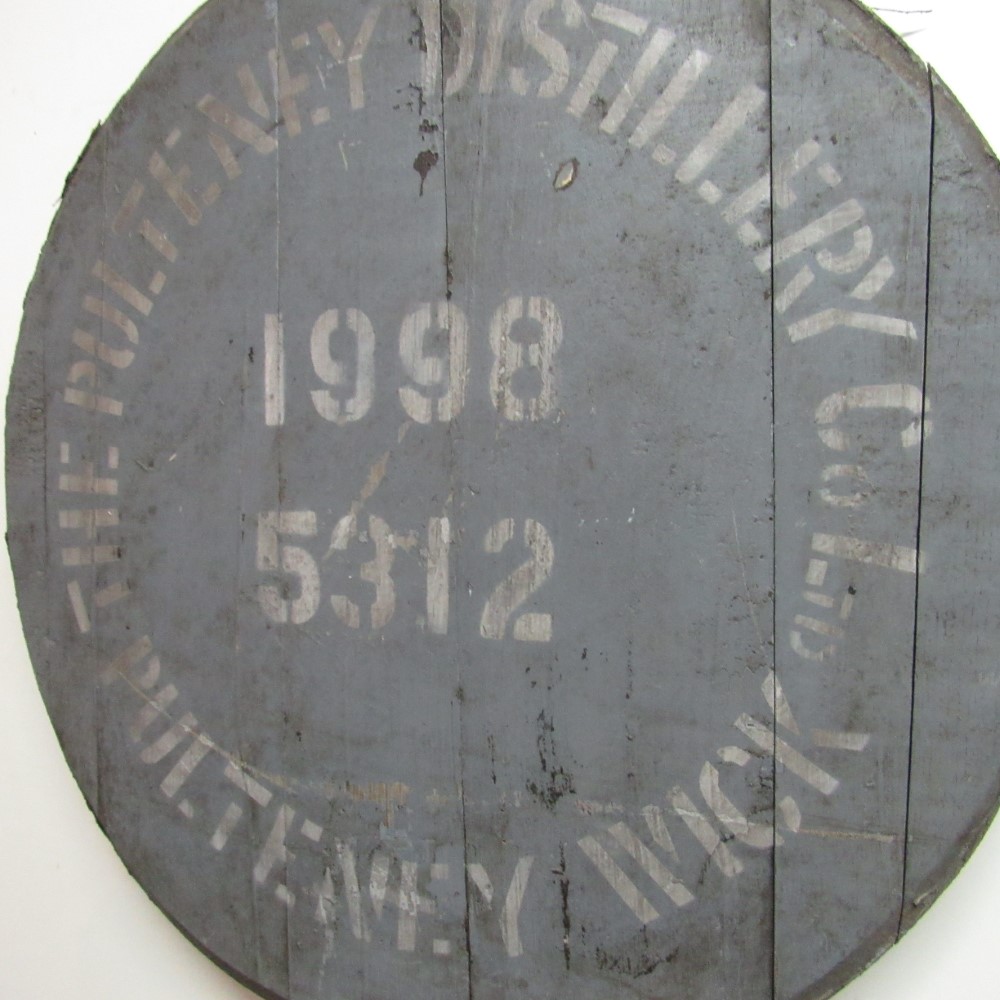 THE PULTENEY DISTILLERY Co LTD
1998
5312
PULTENEY WICK